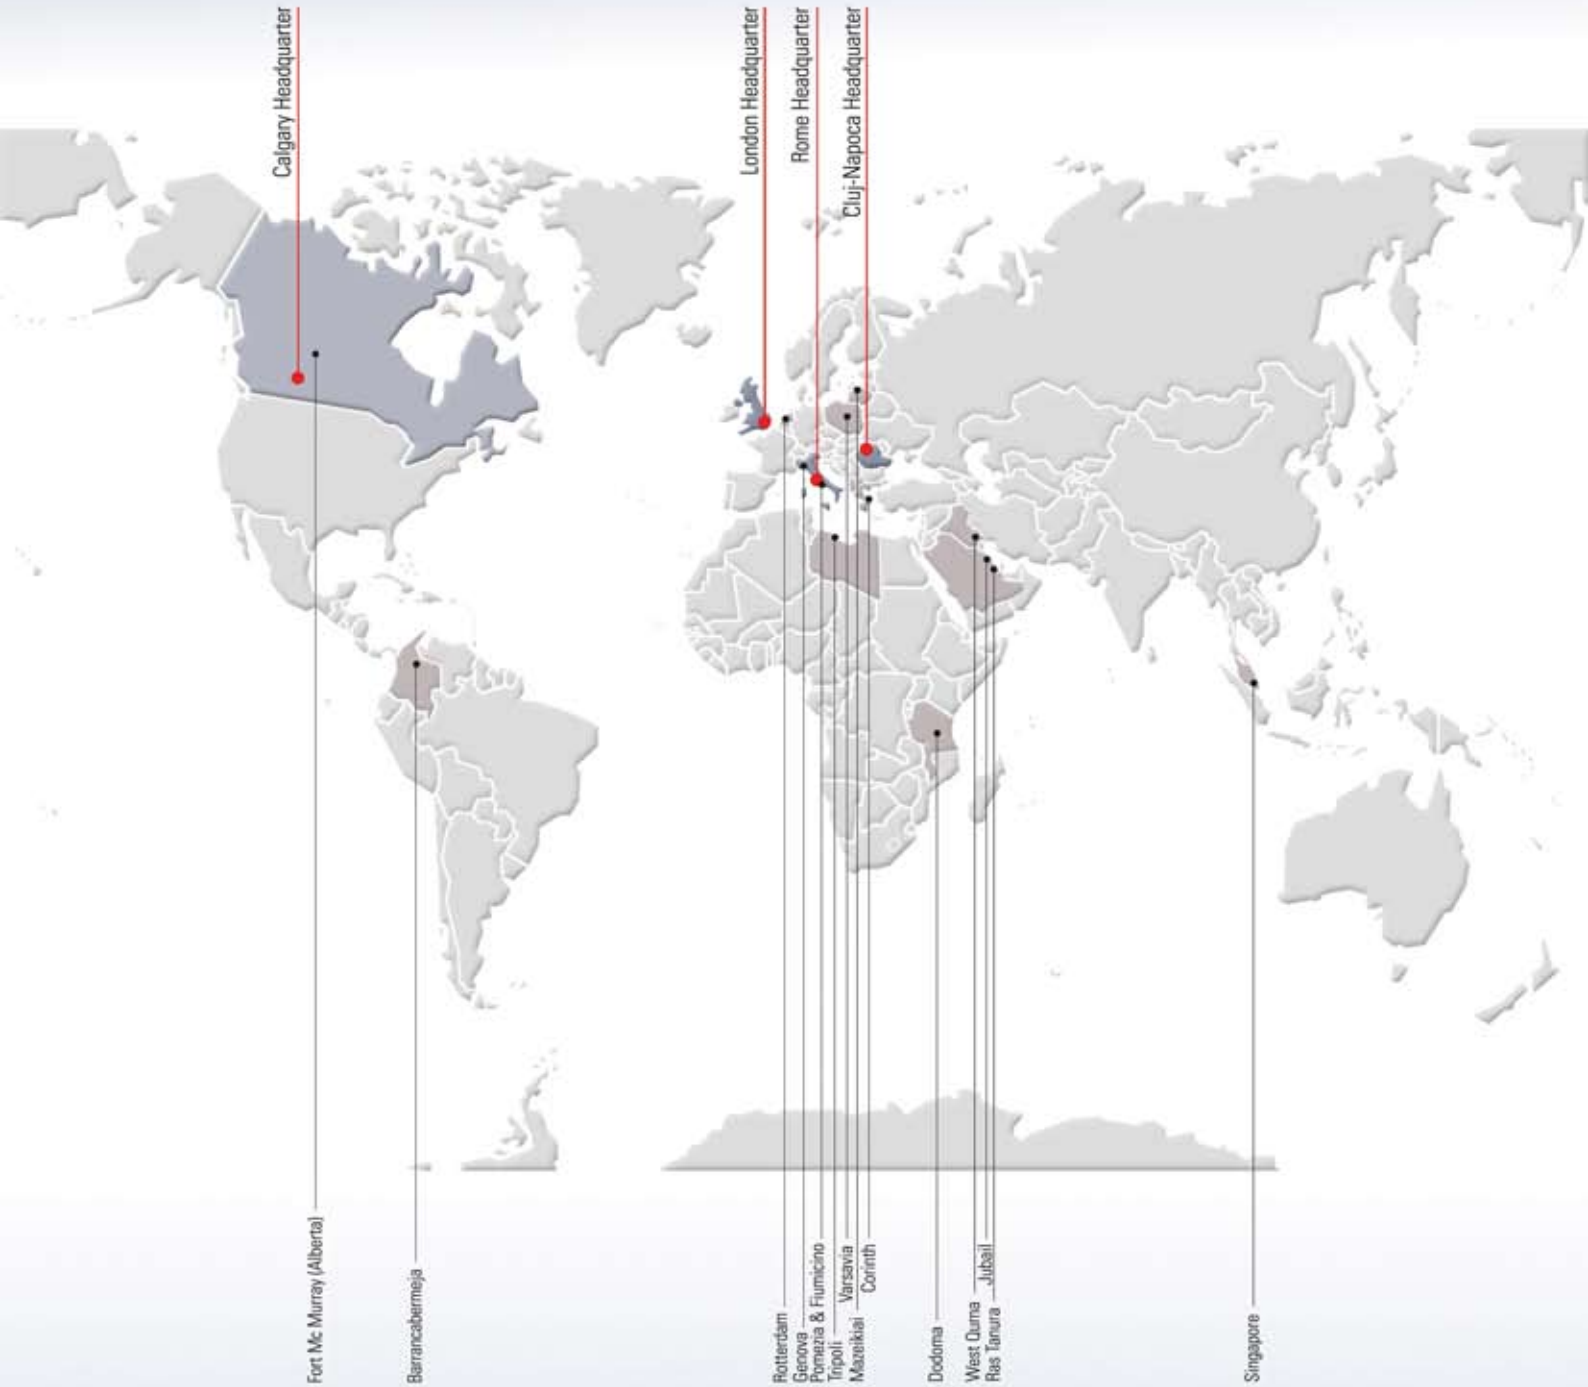 Calgary Headquarter
London Headquarter
Rome Headquarter
Cluj-Napoca Headquarter
Fort Mc Murray (Alberta)
Barrancabermeja
Rotterdam
Genova
Pomezia & Fiumicino
Tripoli
Varsavia
Mazeikiai
Corinth
Dodoma
West Qurna
Jubail
Ras Tanura
Singapore